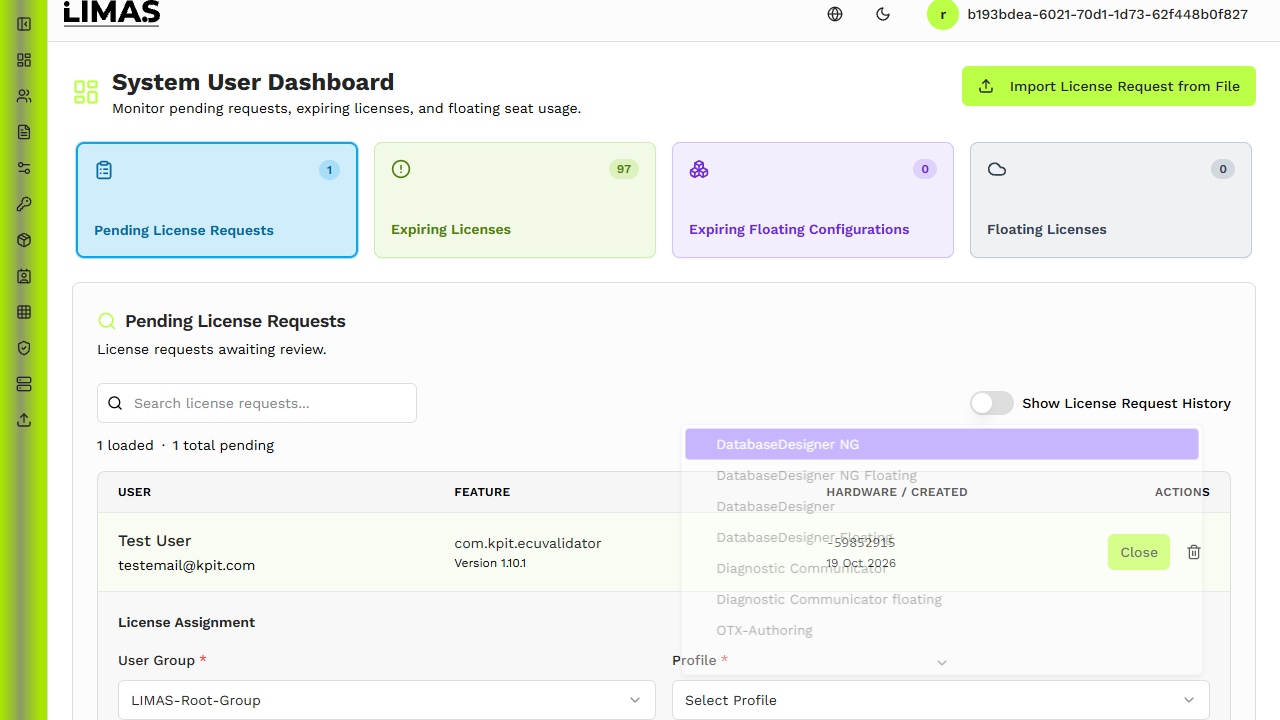 LIMAS
r b193bdea-6021-70d1-1d73-62f448b0f827
System User Dashboard
Monitor pending requests, expiring licenses, and floating seat usage.
Import License Request from File
1
Pending License Requests
97
Expiring Licenses
0
Expiring Floating Configurations
0
Floating Licenses
Pending License Requests
License requests awaiting review.
Search license requests...
Show License Request History
1 loaded · 1 total pending
DatabaseDesigner NG
DatabaseDesigner NG Floating
DatabaseDesigner
DatabaseDesigner Floating
Diagnostic Communicator
Diagnostic Communicator floating
OTX-Authoring
USER FEATURE HARDWARE / CREATED ACTIONS
Test User
testemail@kpit.com
com.kpit.ecuvalidator
Version 1.10.1
-59852915
19 Oct 2026
Close
License Assignment
User Group *
LIMAS-Root-Group
Profile *
Select Profile